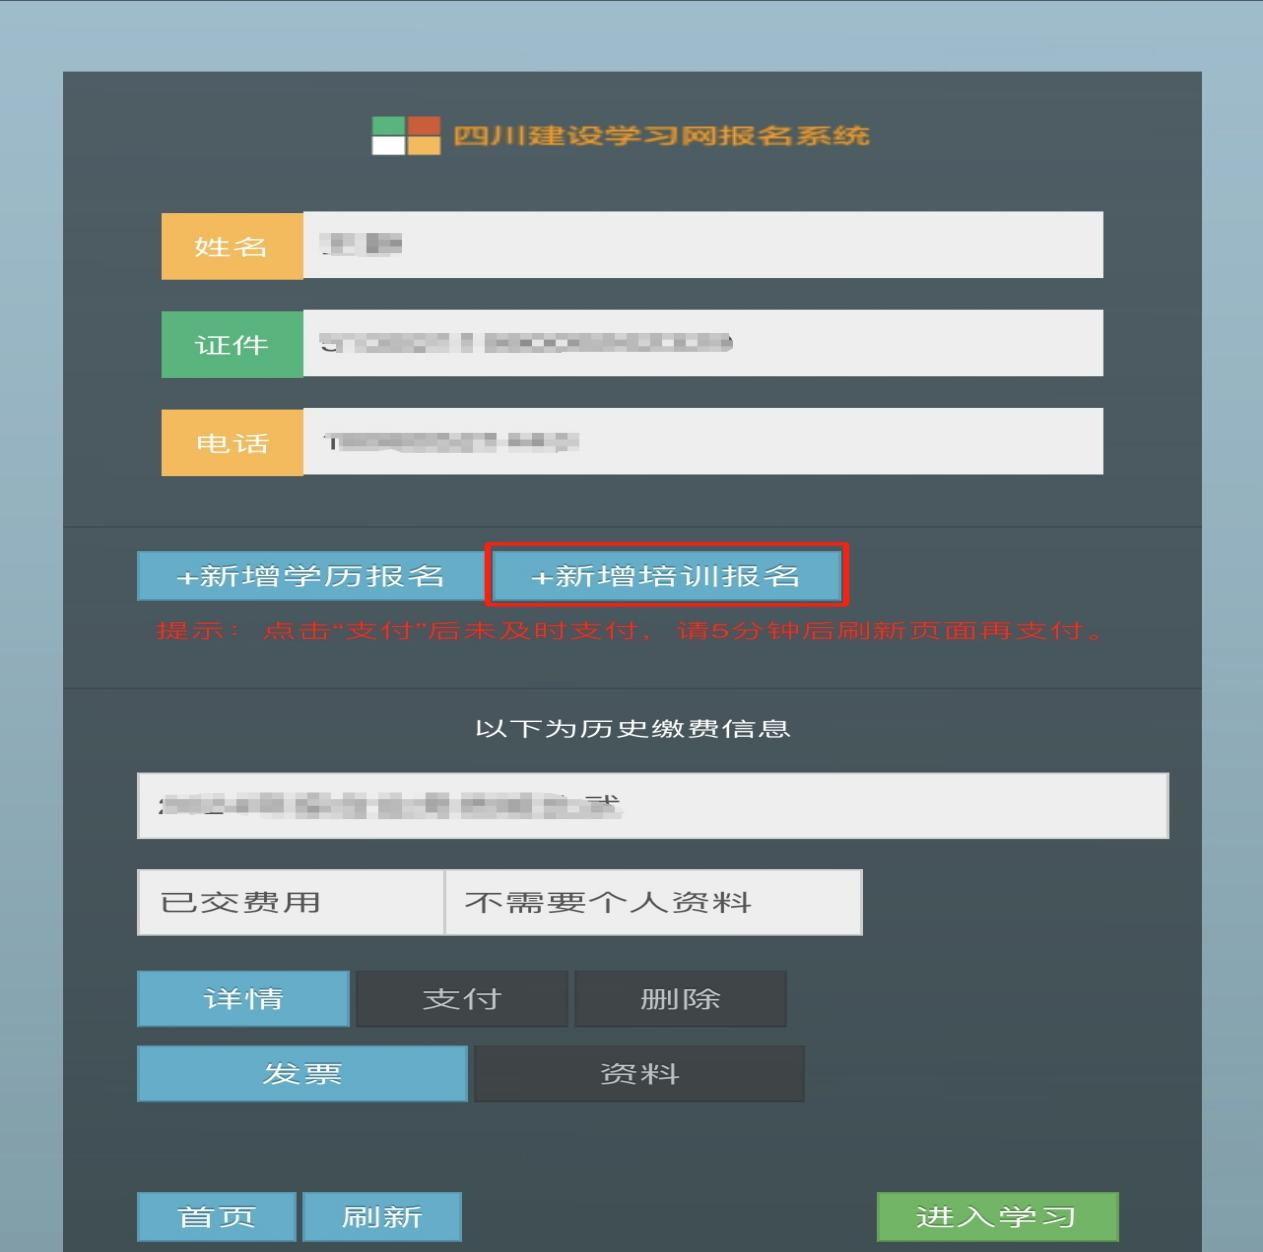 四川建设学习网报名系统
姓名
证件
电话
+新增学历报名 +新增培训报名
提示：点击“支付”后未及时支付，请5分钟后刷新页面再支付。
以下为历史缴费信息
已交费用 不需要个人资料
详情 支付 删除
发票 资料
首页 刷新 进入学习